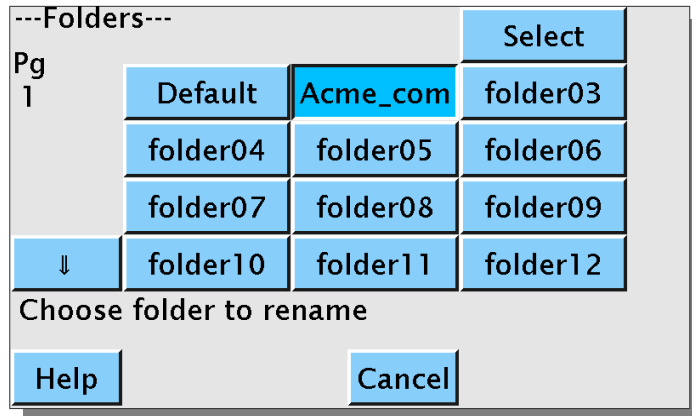 ---Folders---
Select
Pg
1
Default Acme_com folder03
folder04 folder05 folder06
folder07 folder08 folder09
⇓ folder10 folder11 folder12
Choose folder to rename
Help Cancel